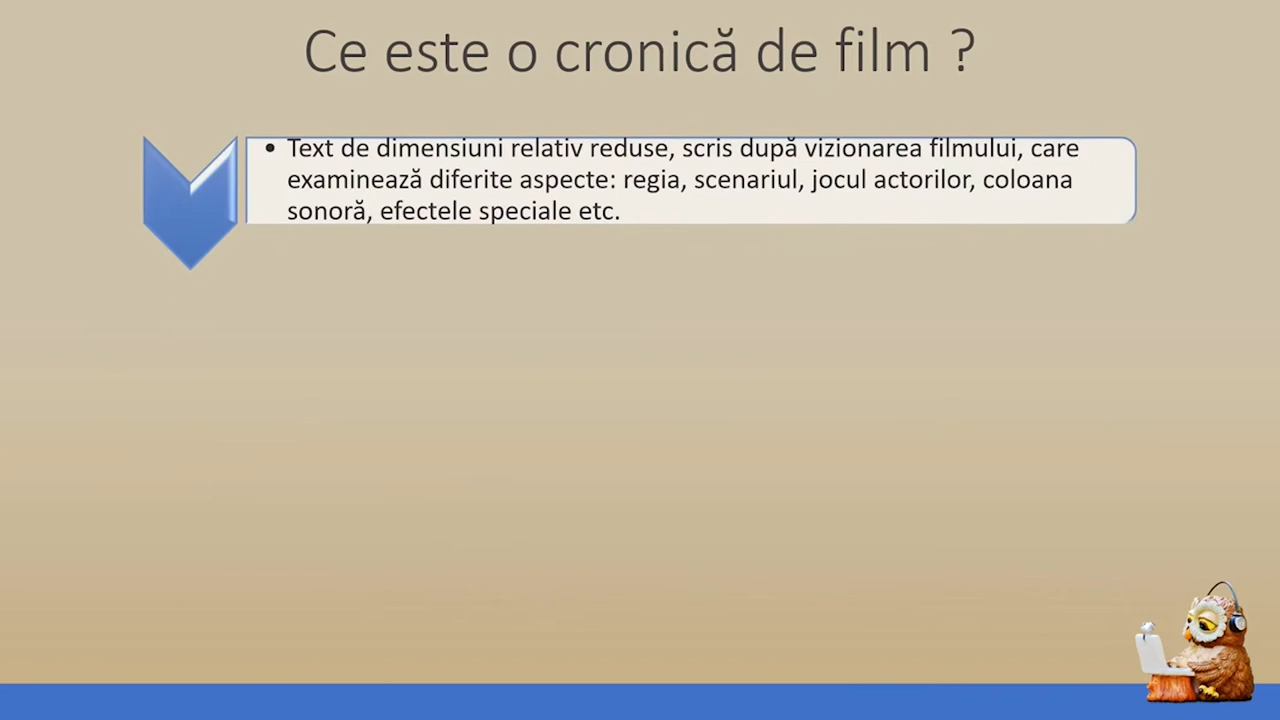 Ce este o cronică de film ?
• Text de dimensiuni relativ reduse, scris după vizionarea filmului, care
examinează diferite aspecte: regia, scenariul, jocul actorilor, coloana
sonoră, efectele speciale etc.